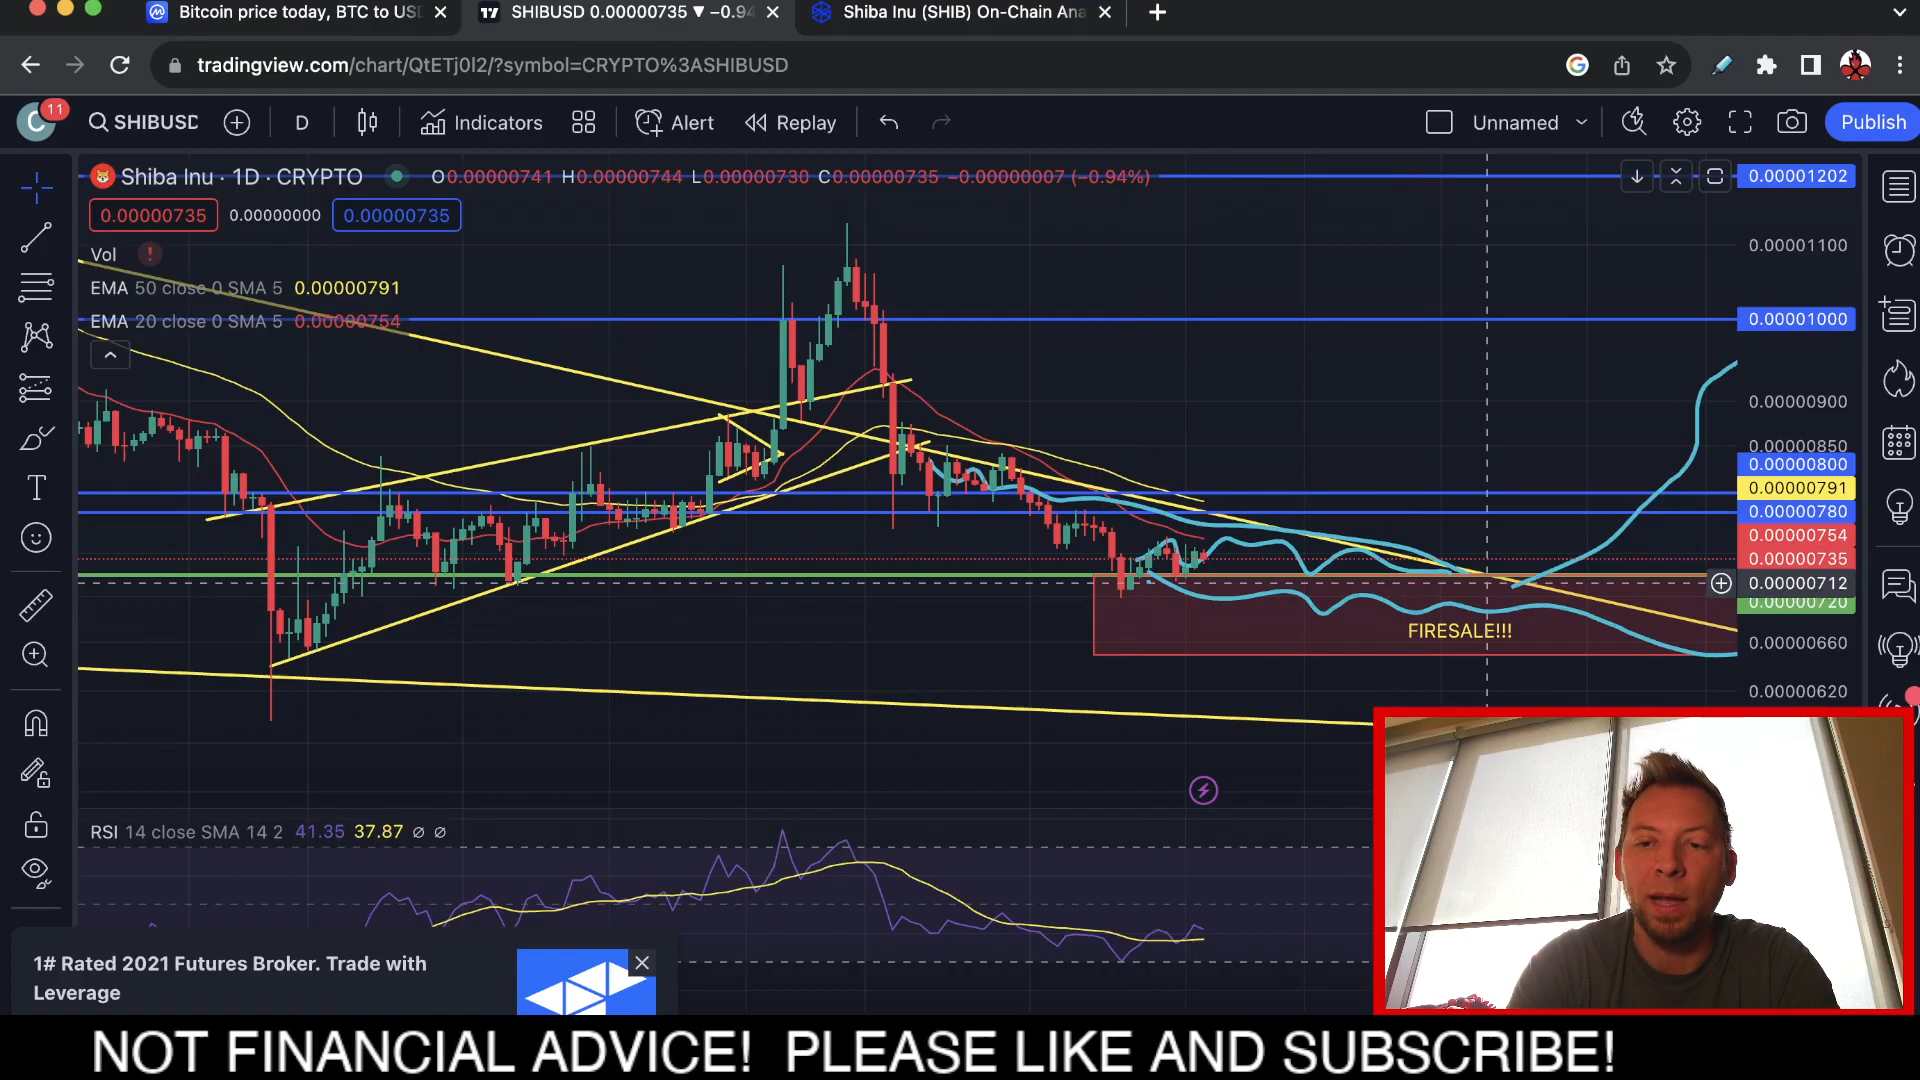 Bitcoin price today, BTC to USD
SHIBUSD 0.00000735 ▼ −0.94
Shiba Inu (SHIB) On-Chain Ana
tradingview.com/chart/QtETj0I2/?symbol=CRYPTO%3ASHIBUSD
C
11
SHIBUSD
D
Indicators
Alert
Replay
Unnamed
Publish
Shiba Inu · 1D · CRYPTO
O0.00000741 H0.00000744 L0.00000730 C0.00000735 −0.00000007 (−0.94%)
0.00000735
0.00000000
0.00000735
Vol
EMA 50 close 0 SMA 5 0.00000791
EMA 20 close 0 SMA 5 0.00000754
0.00001202
0.00001100
0.00001000
0.00000900
0.00000850
0.00000800
0.00000791
0.00000780
0.00000754
0.00000735
0.00000712
0.00000720
0.00000660
0.00000620
FIRESALE!!!
RSI 14 close SMA 14 2 41.35 37.87 ∅ ∅
1# Rated 2021 Futures Broker. Trade with
Leverage
NOT FINANCIAL ADVICE! PLEASE LIKE AND SUBSCRIBE!